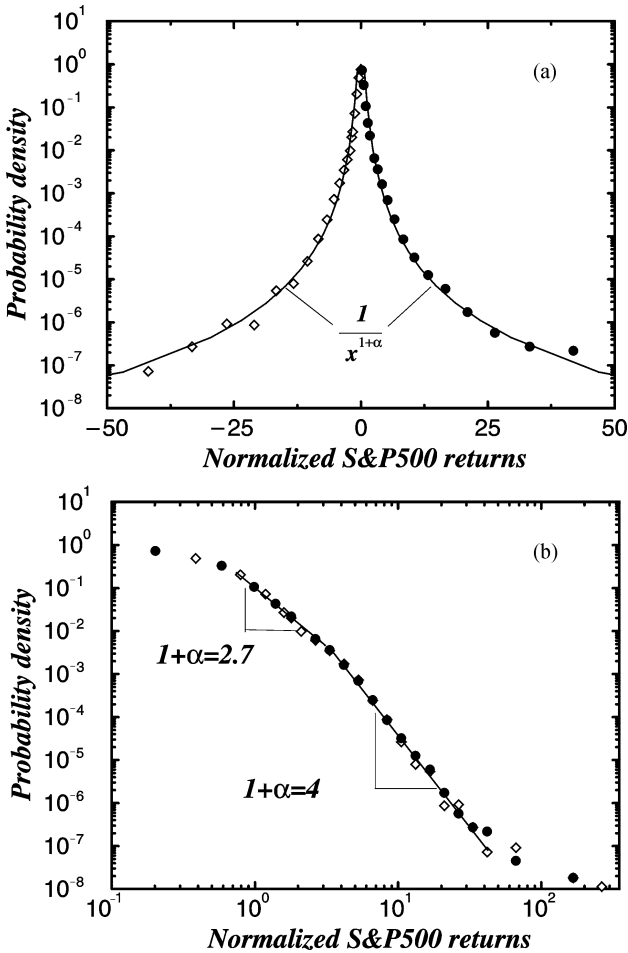 10^1
(a)
10^0
10^-1
10^-2
10^-3
10^-4
10^-5
10^-6
10^-7
10^-8
Probability density
1
x^1+α
−50 −25 0 25 50
Normalized S&P500 returns
10^1
(b)
10^0
10^-1
10^-2
10^-3
10^-4
10^-5
10^-6
10^-7
10^-8
Probability density
1+α=2.7
1+α=4
10^-1 10^0 10^1 10^2
Normalized S&P500 returns